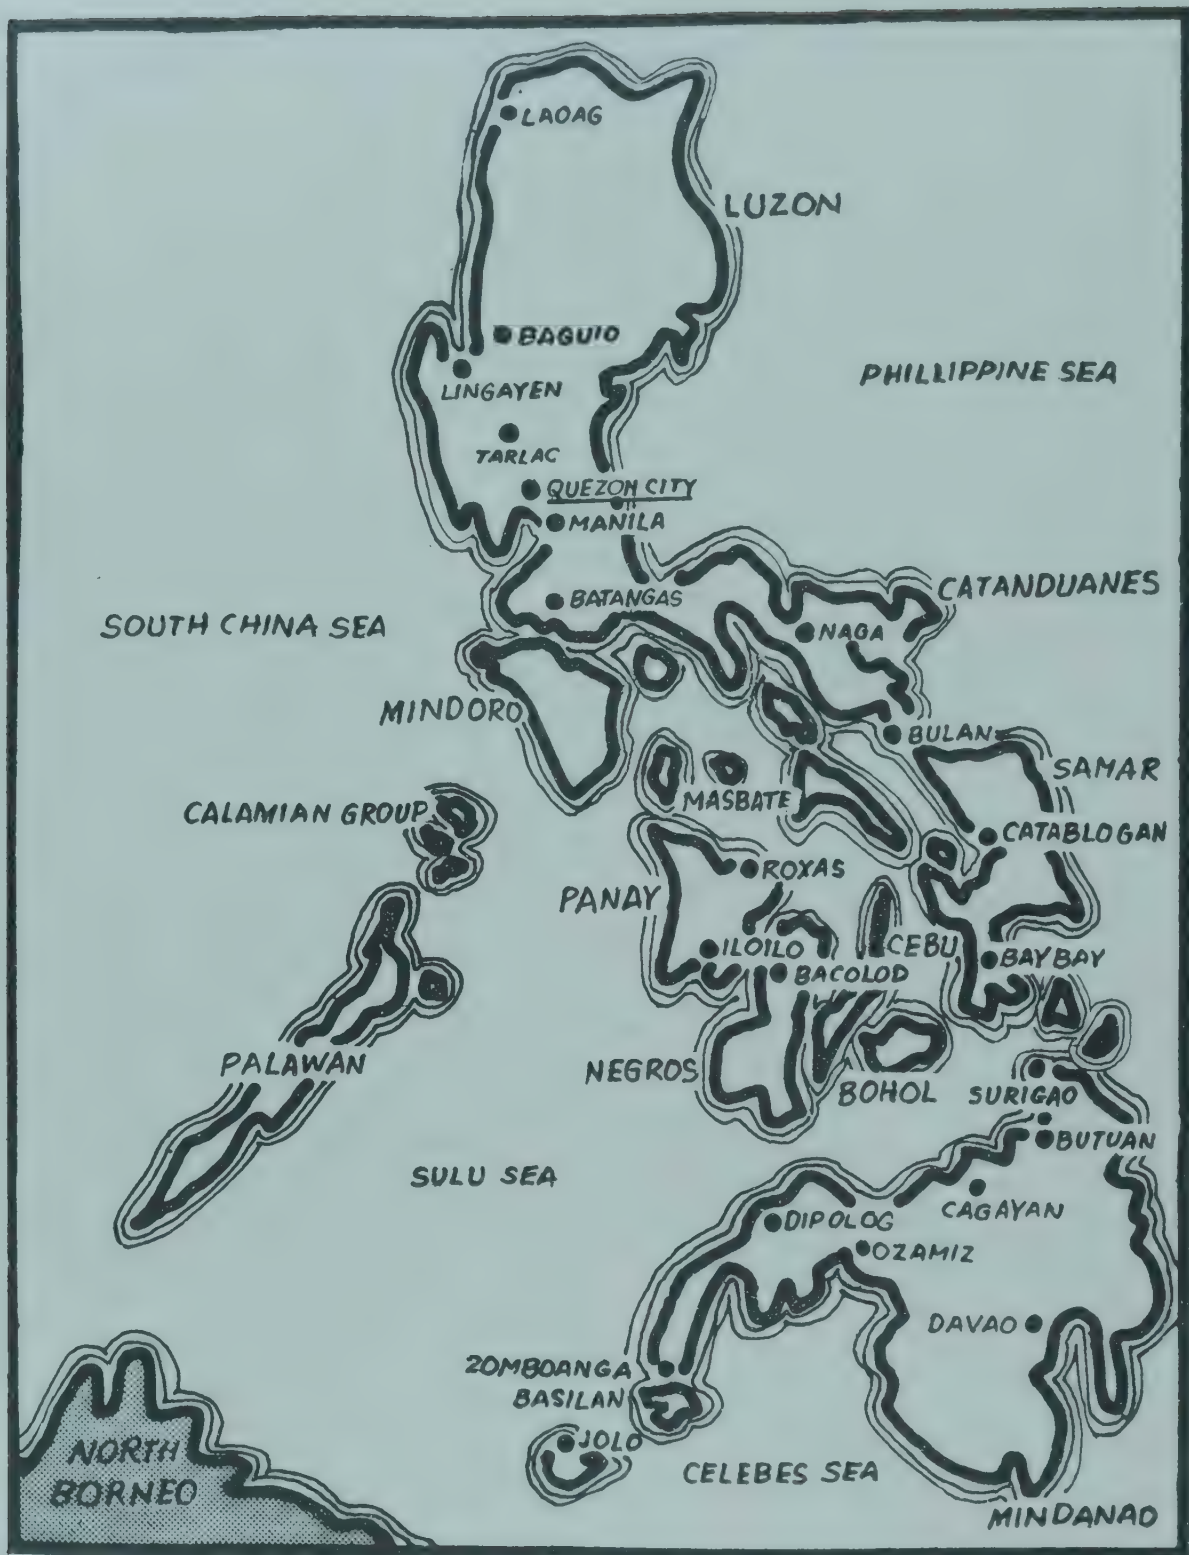 LAOAG
LUZON
BAGUIO
PHILLIPPINE SEA
LINGAYEN
TARLAC
QUEZON CITY
MANILA
CATANDUANES
BATANGAS
SOUTH CHINA SEA
NAGA
MINDORO
BULAN
SAMAR
MASBATE
CALAMIAN GROUP
CATABLOGAN
ROXAS
PANAY
ILOILO
CEBU
BAYBAY
BACOLOD
PALAWAN
NEGROS
BOHOL
SURIGAO
BUTUAN
SULU SEA
CAGAYAN
DIPOLOG
OZAMIZ
DAVAO
ZOMBOANGA
BASILAN
JOLO
NORTH
BORNEO
CELEBES SEA
MINDANAO